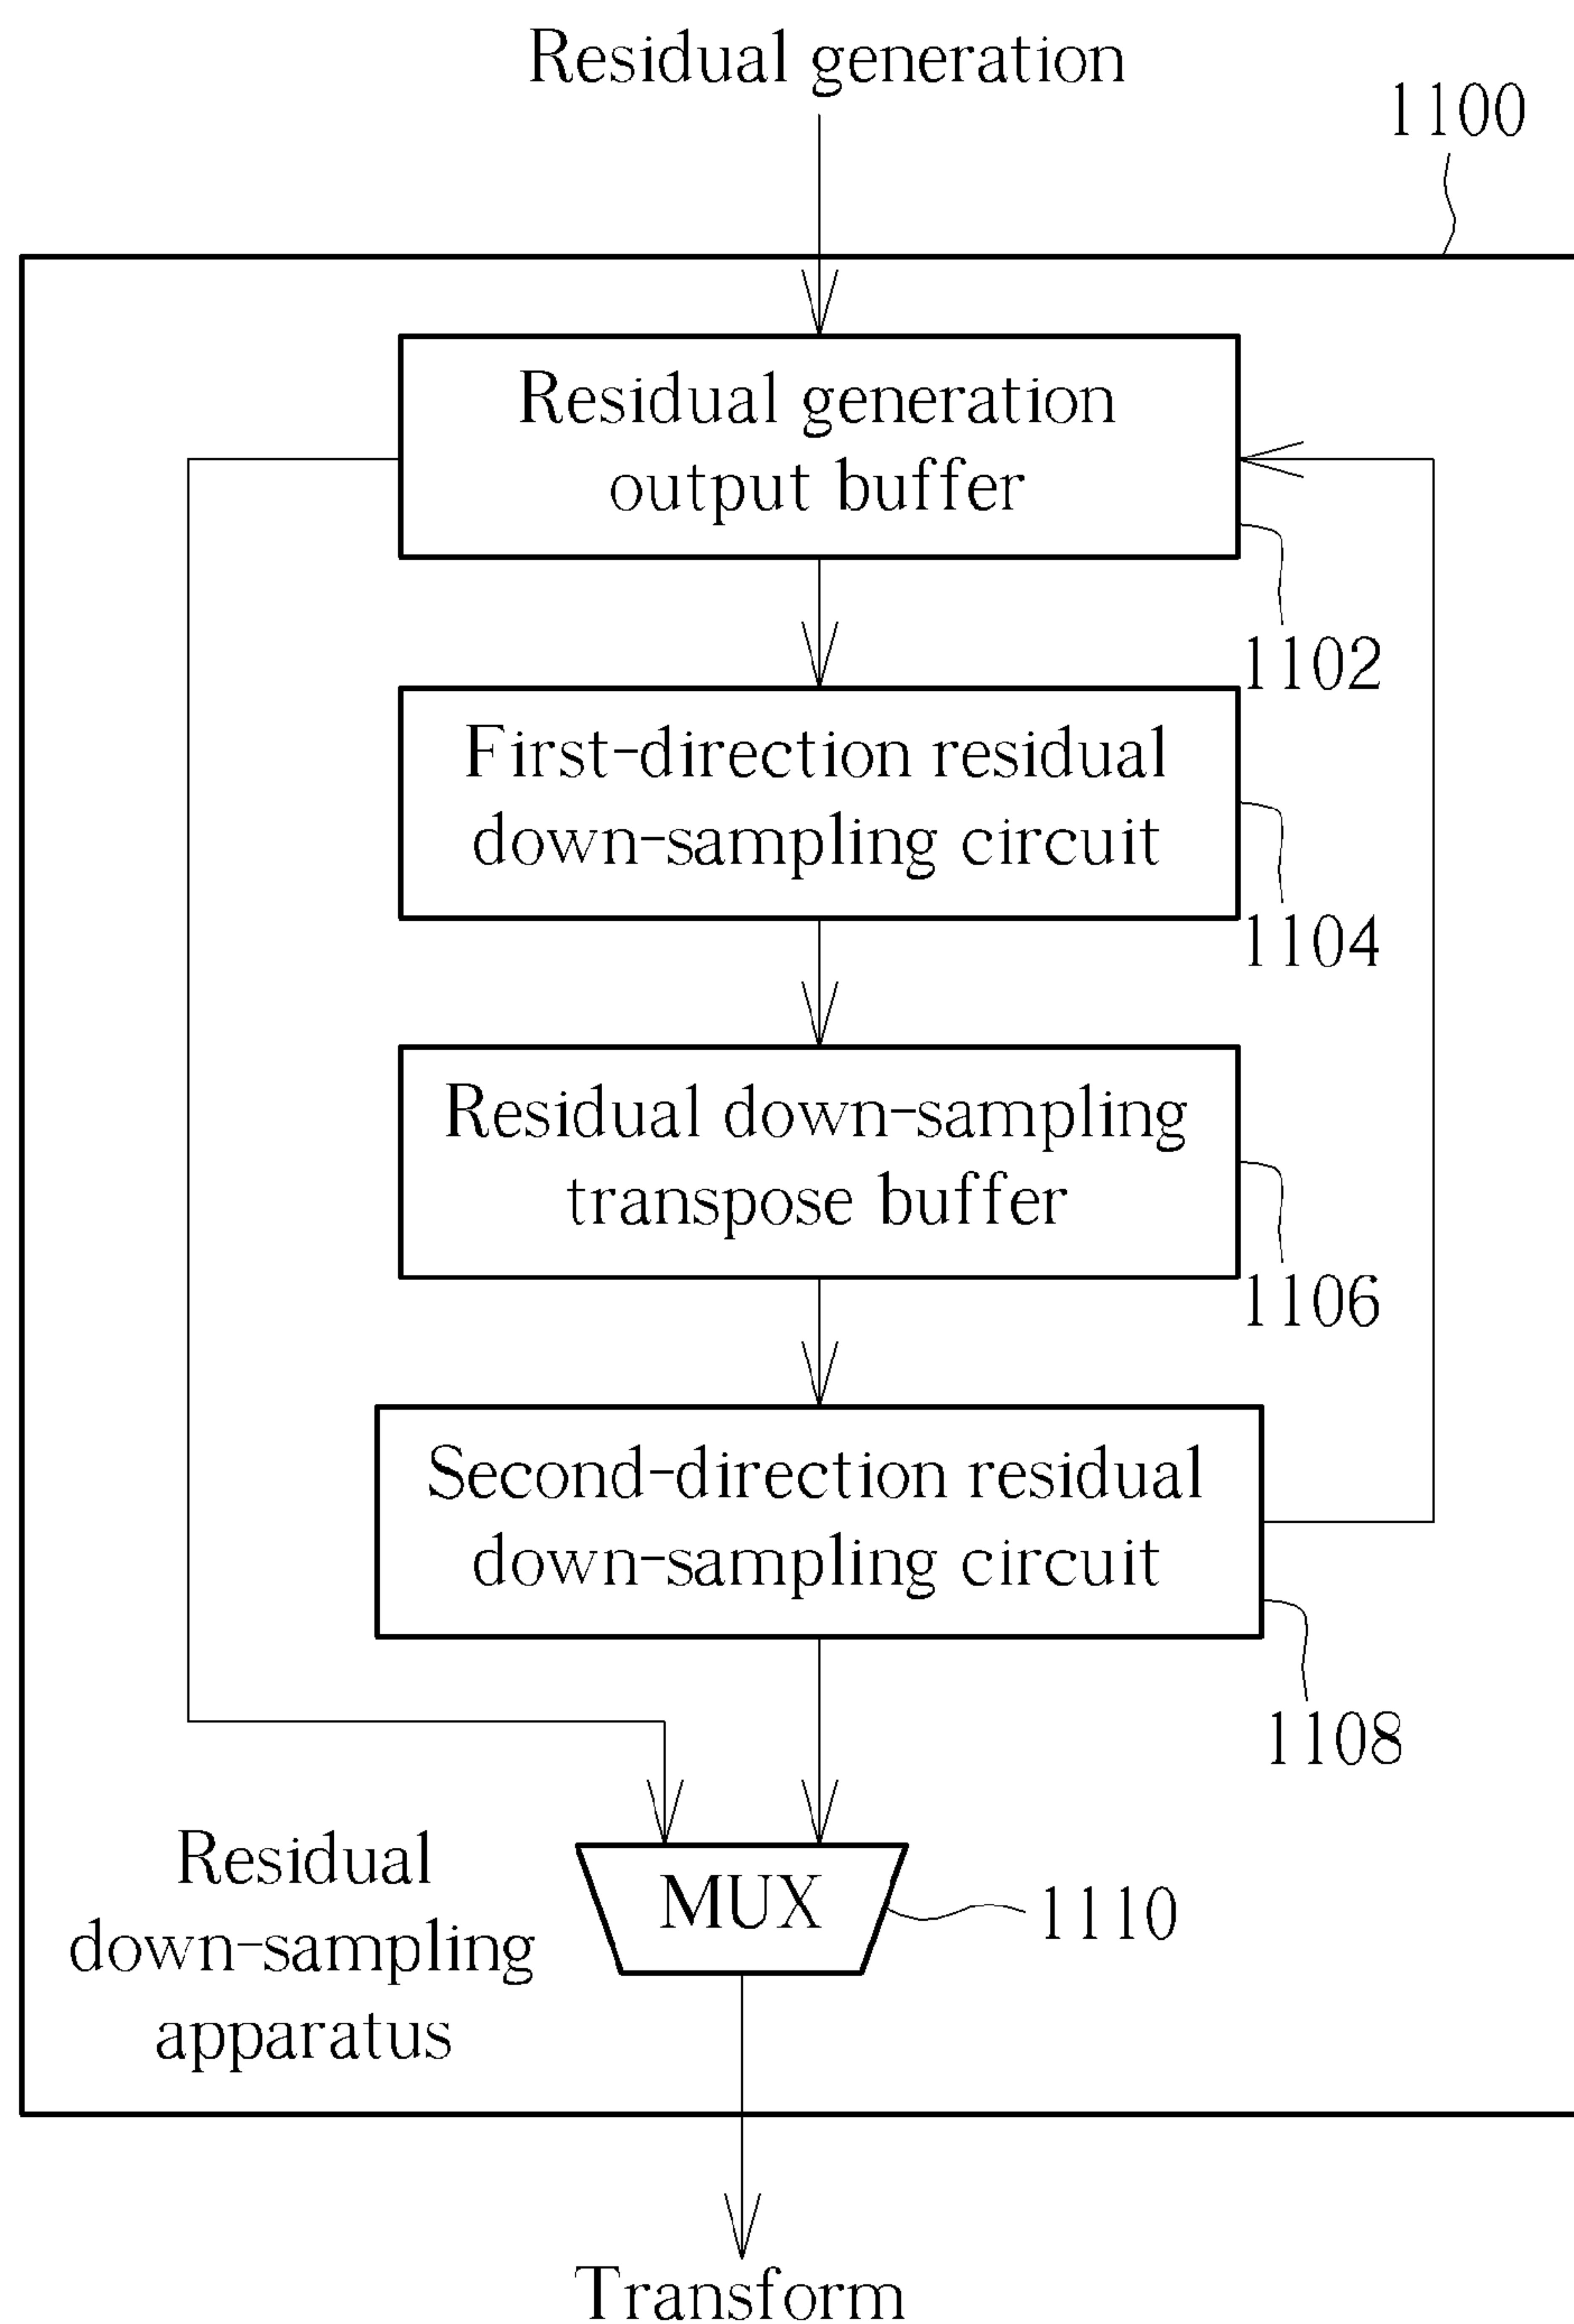 Residual generation
1100
Residual generation
output buffer
1102
First-direction residual
down-sampling circuit
1104
Residual down-sampling
transpose buffer
1106
Second-direction residual
down-sampling circuit
1108
MUX
1110
Residual
down-sampling
apparatus
Transform